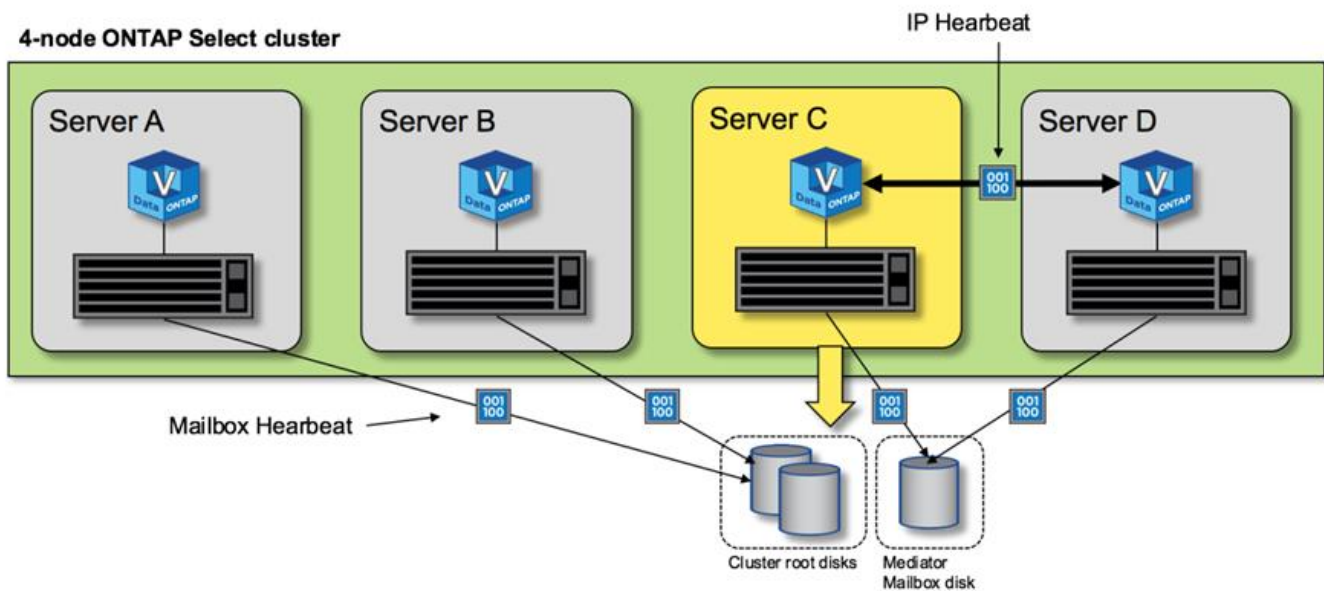 4-node ONTAP Select cluster
IP Hearbeat
Server A
Server B
Server C
Server D
V
Data ONTAP
V
Data ONTAP
V
Data ONTAP
V
Data ONTAP
001
100
Mailbox Hearbeat
001
100
001
100
001
100
001
100
Cluster root disks
Mediator
Mailbox disk